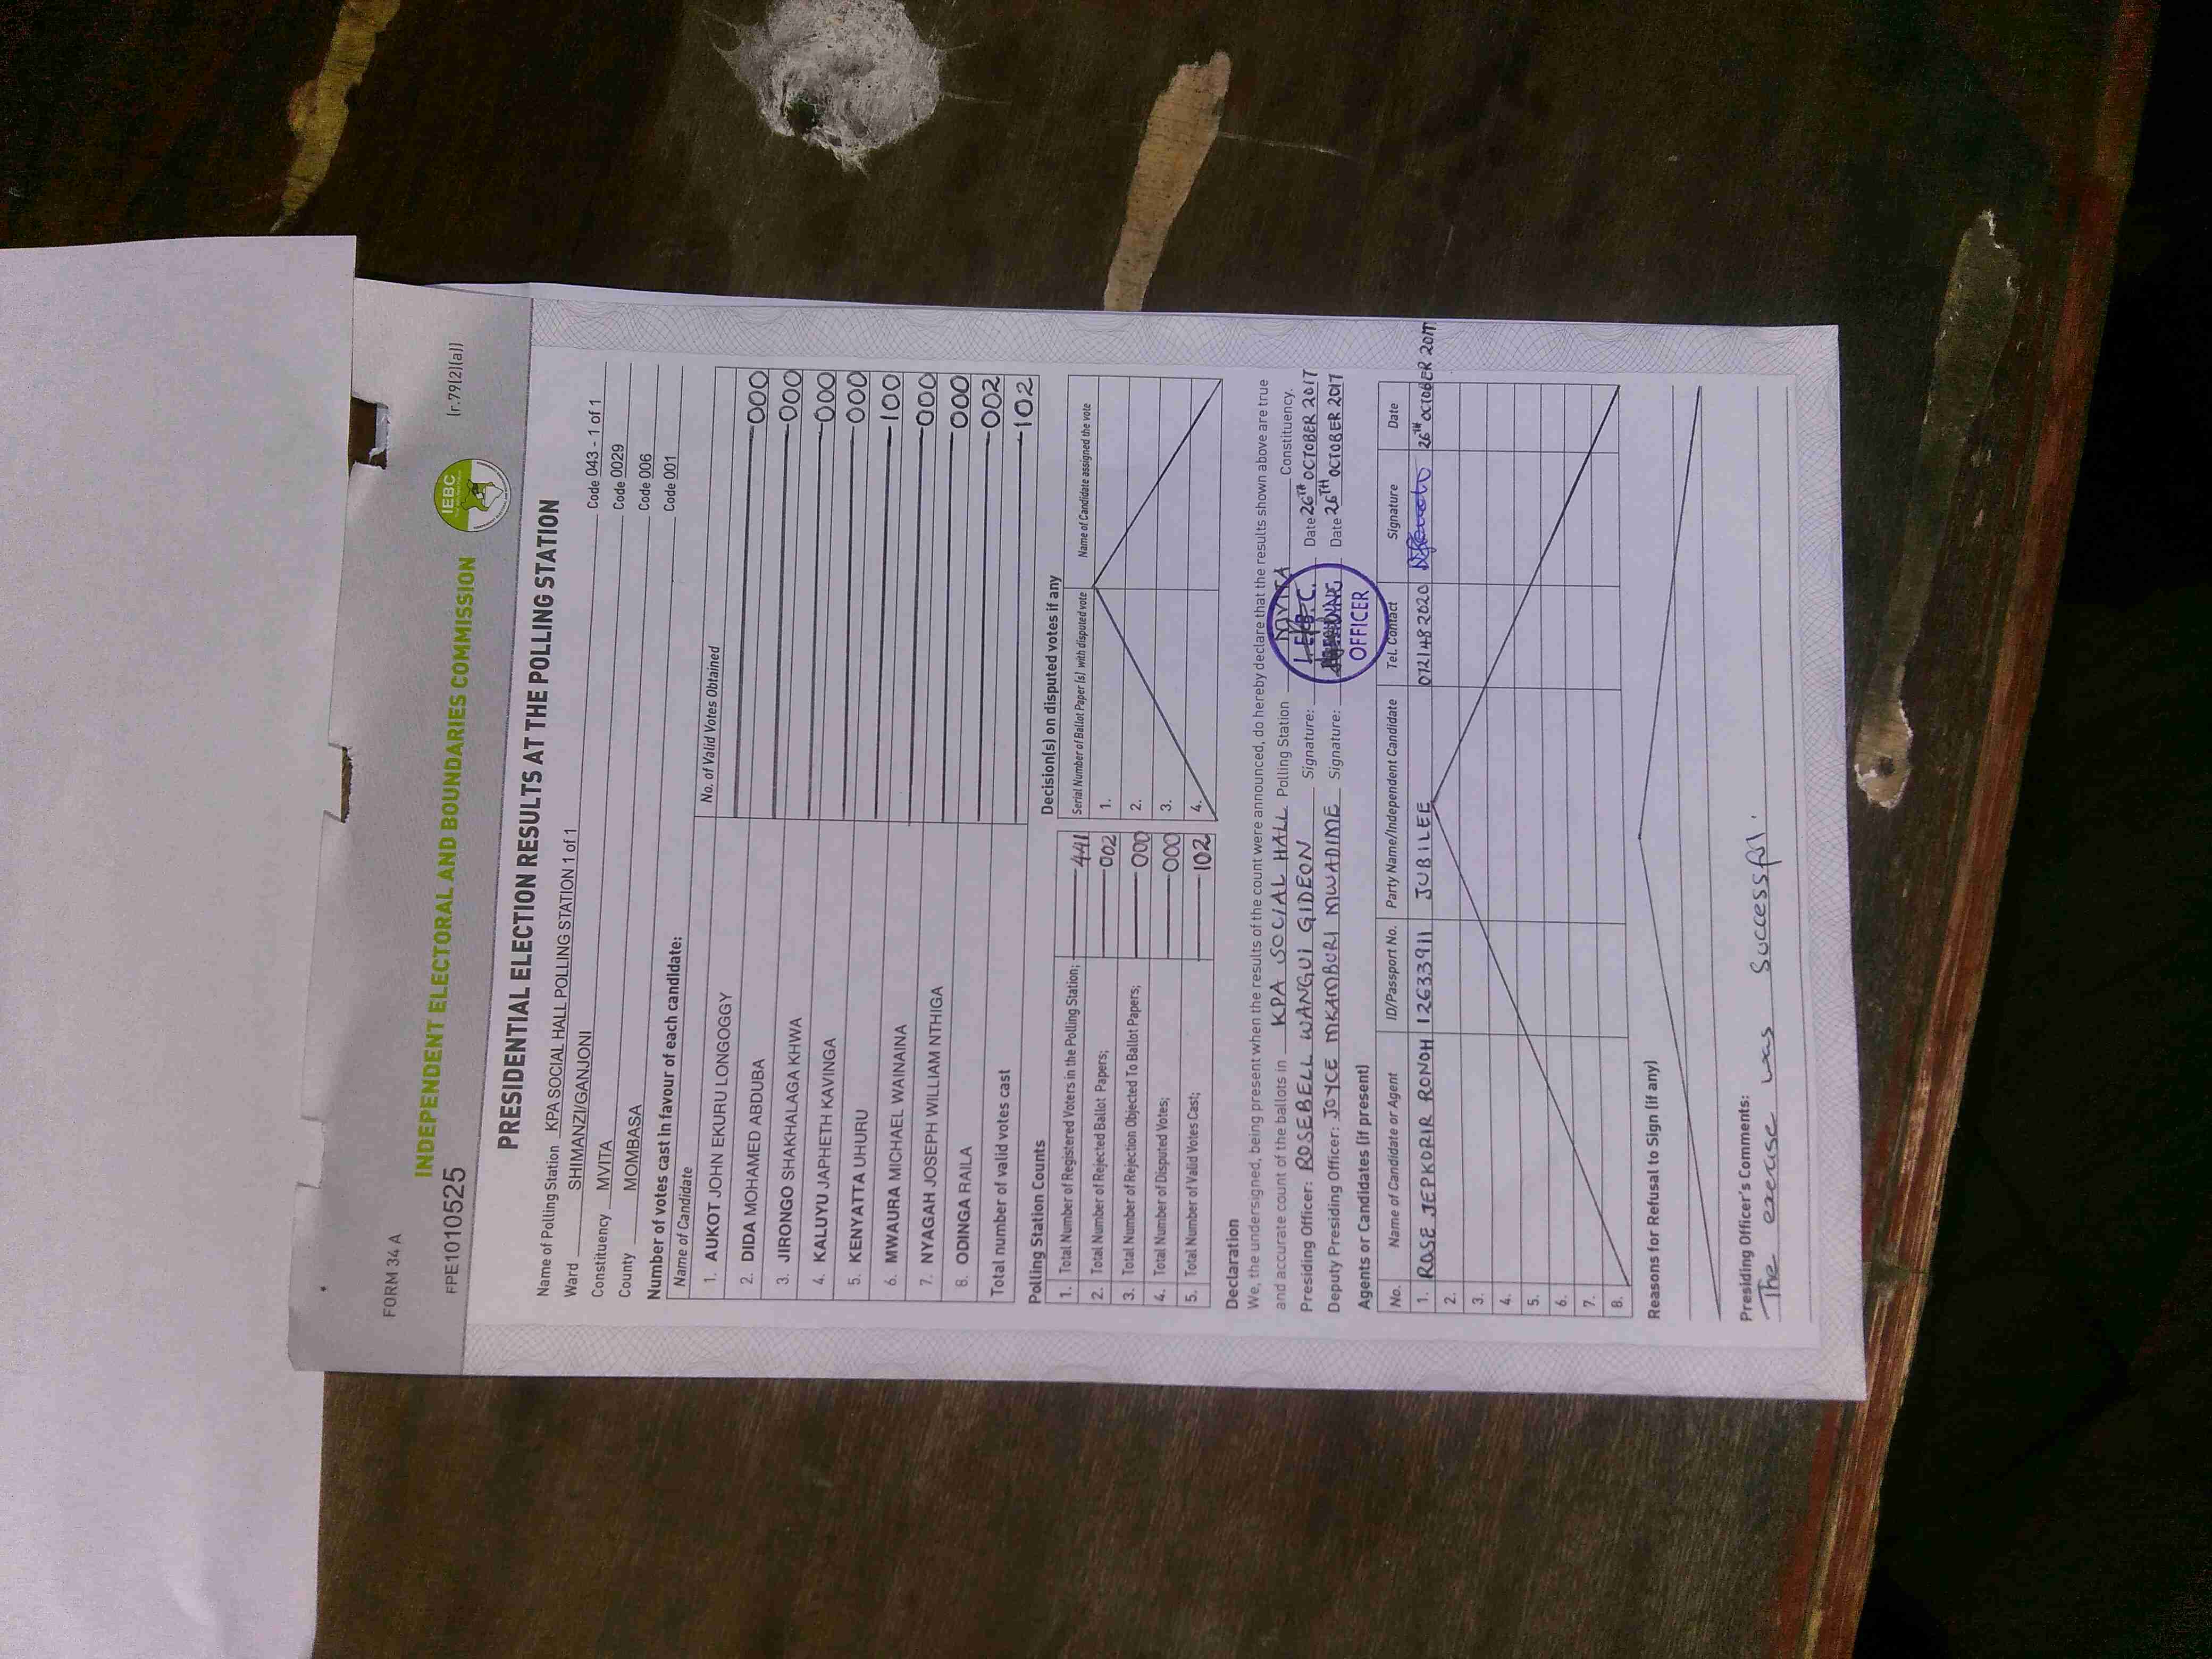 FORM 34 A
INDEPENDENT ELECTORAL AND BOUNDARIES COMMISSION
IEBC
FPE1010525
(r.79(2)(a))
PRESIDENTIAL ELECTION RESULTS AT THE POLLING STATION
Name of Polling Station KPA SOCIAL HALL POLLING STATION 1 of 1 Code 043 - 1 of 1
Ward SHIMANZI/GANJONI Code 0029
Constituency MVITA Code 006
County MOMBASA Code 001
Number of votes cast in favour of each candidate:
Name of Candidate No. of Valid Votes Obtained
1. AUKOT JOHN EKURU LONGOGGY 000
2. DIDA MOHAMED ABDUBA 000
3. JIRONGO SHAKHALAGA KHWA 000
4. KALUYU JAPHETH KAVINGA 000
5. KENYATTA UHURU 100
6. MWAURA MICHAEL WAINAINA 000
7. NYAGAH JOSEPH WILLIAM NTHIGA 000
8. ODINGA RAILA 002
Total number of valid votes cast 102
Polling Station Counts
1. Total Number of Registered Voters in the Polling Station; 441
2. Total Number of Rejected Ballot Papers; 002
3. Total Number of Rejection Objected To Ballot Papers; 000
4. Total Number of Disputed Votes; 000
5. Total Number of Valid Votes Cast; 102
Decision(s) on disputed votes if any
Serial Number of Ballot Paper (s) with disputed vote Name of Candidate assigned the vote
1.
2.
3.
4.
Declaration
We, the undersigned, being present when the results of the count were announced, do hereby declare that the results shown above are true
and accurate count of the ballots in KPA SOCIAL HALL Polling Station MVITA Constituency.
Presiding Officer: ROSEBELL WANGUI GIDEON Signature: Date 26TH OCTOBER 2017
Deputy Presiding Officer: JOYCE MKAMBURI MWADIME Signature: Date 26TH OCTOBER 2017
I.E.B.C.
OFFICER
Agents or Candidates (if present)
No. Name of Candidate or Agent ID/Passport No. Party Name/Independent Candidate Tel. Contact Signature Date
1. ROSE JEPKORIR RONOH 12633911 JUBILEE 0721482020 26TH OCTOBER 2017
2.
3.
4.
5.
6.
7.
8.
Reasons for Refusal to Sign (if any)
Presiding Officer's Comments:
The exercise was successful.